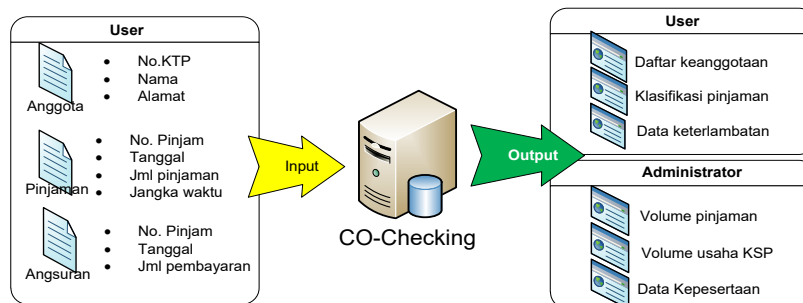 User
Anggota
• No.KTP
• Nama
• Alamat
Pinjaman
• No. Pinjam
• Tanggal
• Jml pinjaman
• Jangka waktu
Angsuran
• No. Pinjam
• Tanggal
• Jml pembayaran
Input
CO-Checking
Output
User
Daftar keanggotaan
Klasifikasi pinjaman
Data keterlambatan
Administrator
Volume pinjaman
Volume usaha KSP
Data Kepesertaan